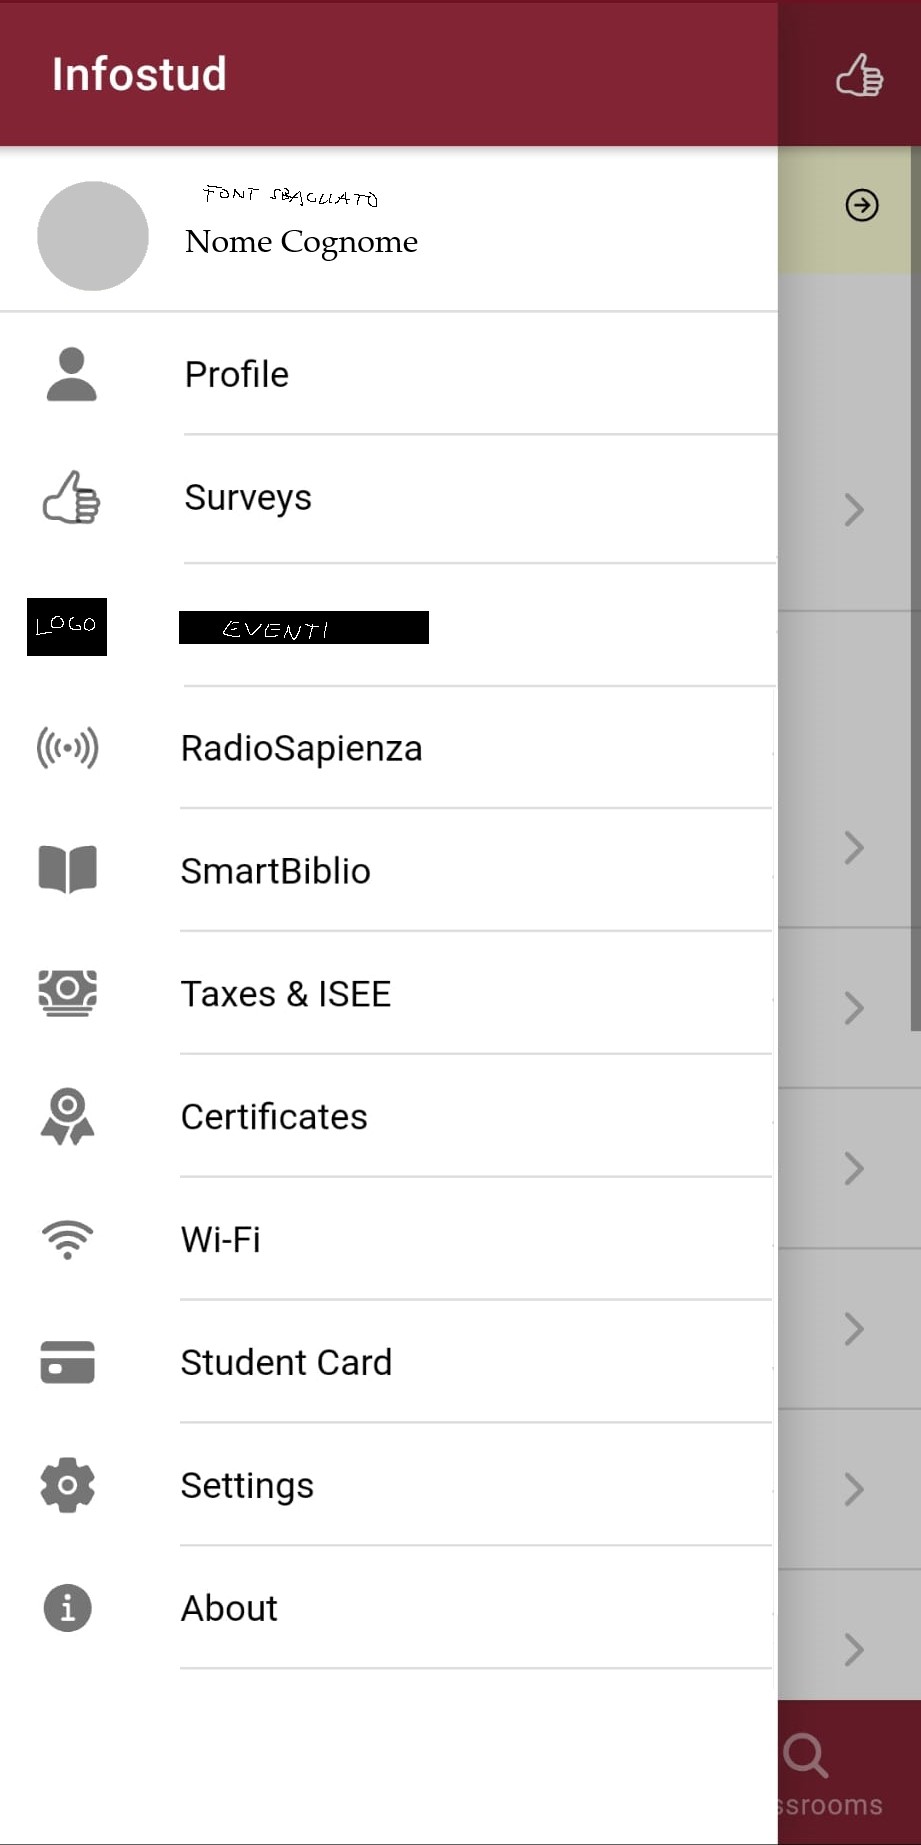 Infostud
FONT SBAGLIATO
Nome Cognome
Profile
Surveys
LOGO
EVENTI
RadioSapienza
SmartBiblio
Taxes & ISEE
Certificates
Wi-Fi
Student Card
Settings
About
ssrooms